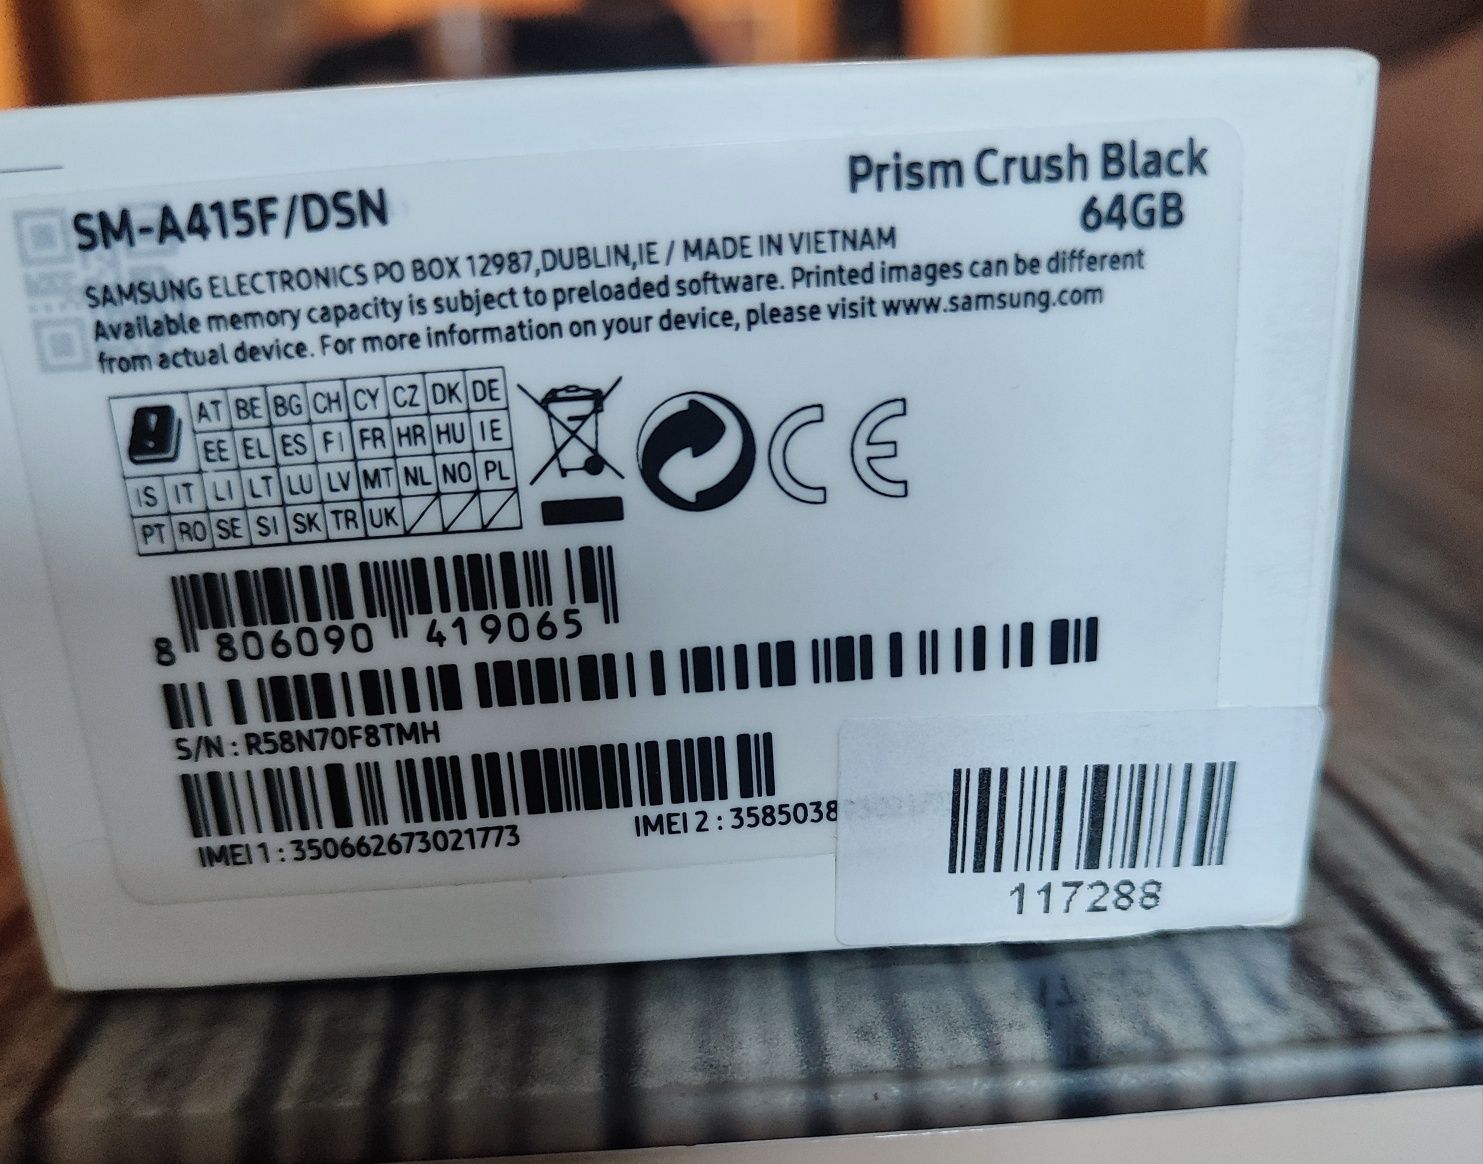 SM-A415F/DSN
Prism Crush Black
64GB
SAMSUNG ELECTRONICS PO BOX 12987,DUBLIN,IE / MADE IN VIETNAM
Available memory capacity is subject to preloaded software. Printed images can be different
from actual device. For more information on your device, please visit www.samsung.com
AT BE BG CH CY CZ DK DE
EE EL ES FI FR HR HU IE
IS IT LI LT LU LV MT NL NO PL
PT RO SE SI SK TR UK
CE
8 806090 419065
S/N : R58N70F8TMH
IMEI 1 : 350662673021773
IMEI 2 : 3585038
117288